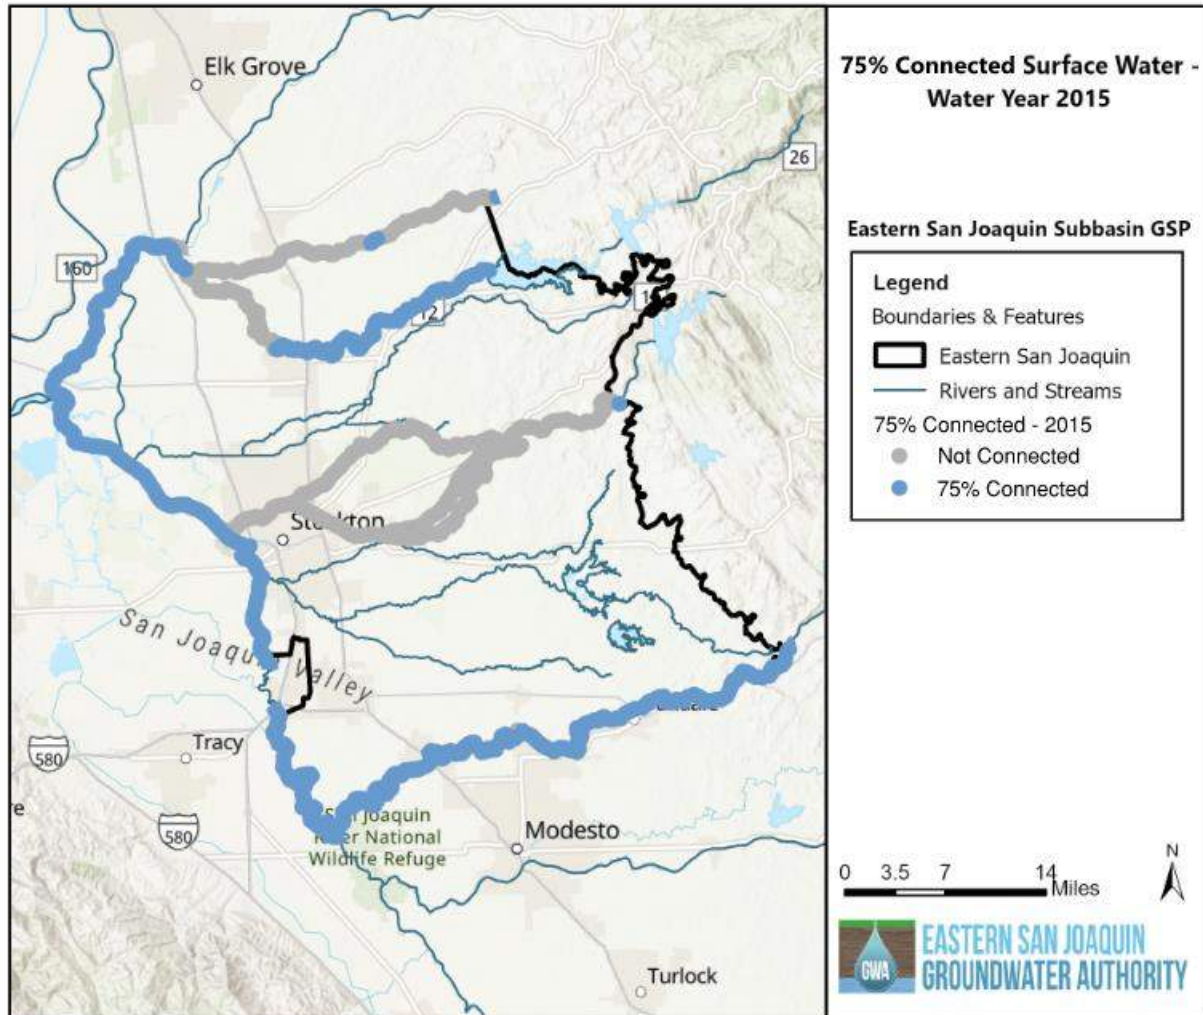 75% Connected Surface Water -
Water Year 2015
Eastern San Joaquin Subbasin GSP
Legend
Boundaries & Features
Eastern San Joaquin
Rivers and Streams
75% Connected - 2015
Not Connected
75% Connected
Elk Grove
26
160
12
Stockton
San Joaquin Valley
Tracy
580
580
San Joaquin
River National
Wildlife Refuge
Modesto
Turlock
0 3.5 7 14
Miles
N
GWA
EASTERN SAN JOAQUIN
GROUNDWATER AUTHORITY